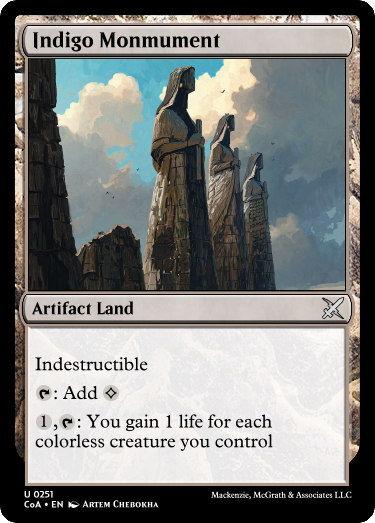 Indigo Monmument
Artifact Land
Indestructible
: Add
1,: You gain 1 life for each
colorless creature you control
U 0251
CoA • EN Artem Chebokha
Mackenzie, McGrath & Associates LLC